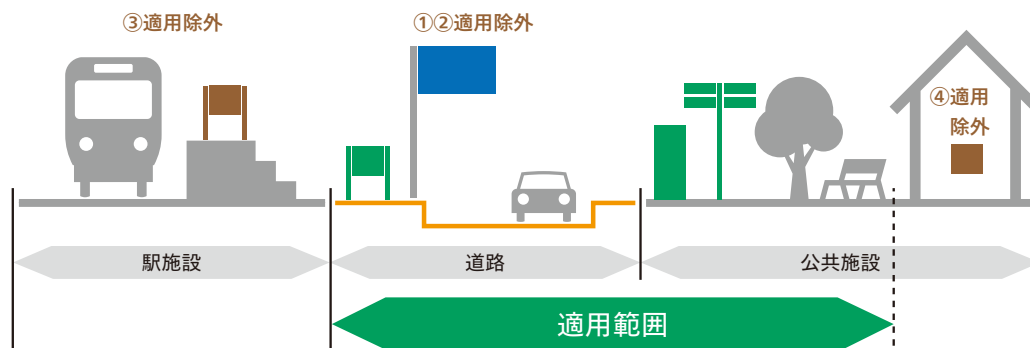 ③適用除外
①②適用除外
④適用
除外
駅施設
道路
公共施設
適用範囲